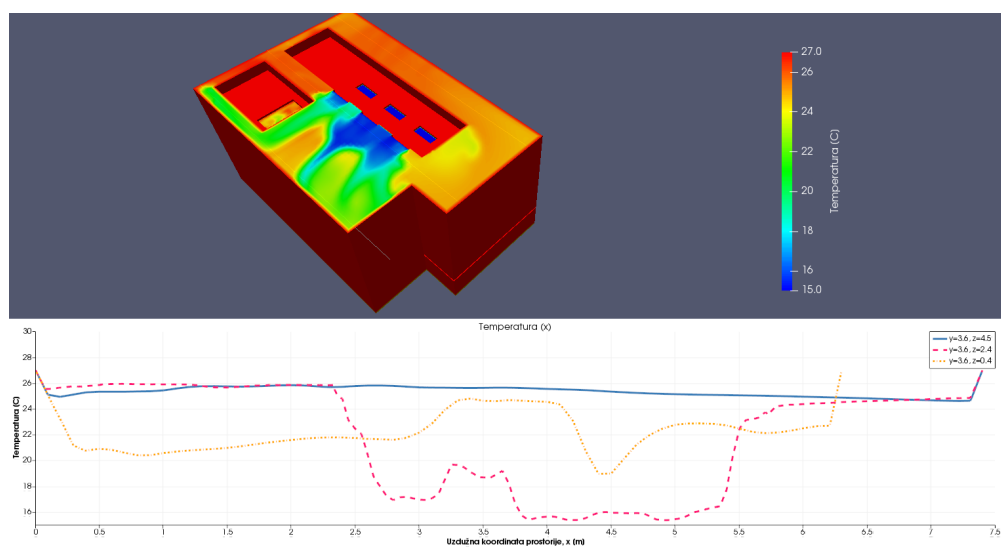 27.0
26
24
22
20
18
16
15.0
Temperatura (C)
Temperatura (x)
y=3.6, z=4.5
y=3.6, z=2.4
y=3.6, z=0.4
30
28
26
24
22
20
18
16
Temperatura (C)
0 0.5 1 1.5 2 2.5 3 3.5 4 4.5 5 5.5 6 6.5 7 7.5
Uzdužna koordinata prostorije, x (m)